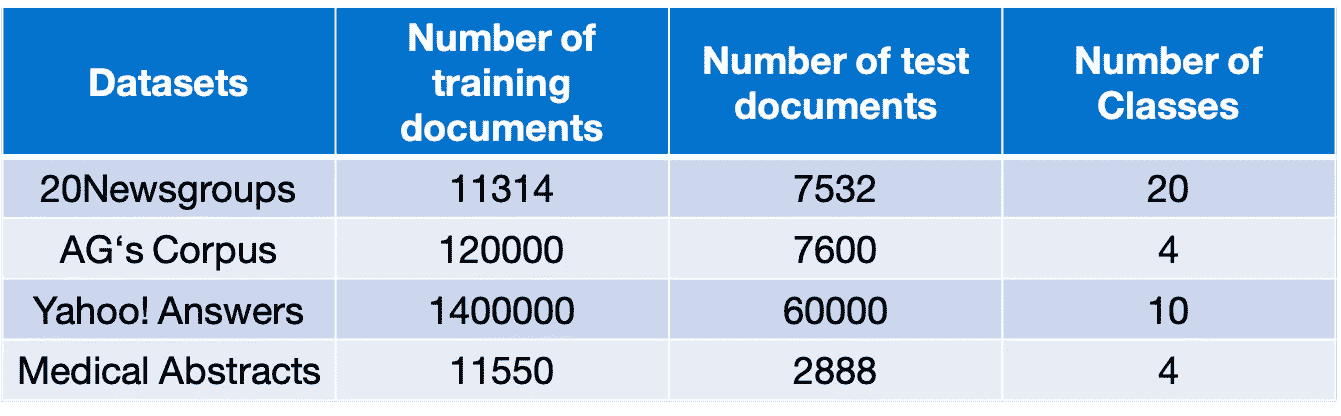 Datasets
Number of
training
documents
Number of test
documents
Number of
Classes
20Newsgroups 11314 7532 20
AG‘s Corpus 120000 7600 4
Yahoo! Answers 1400000 60000 10
Medical Abstracts 11550 2888 4